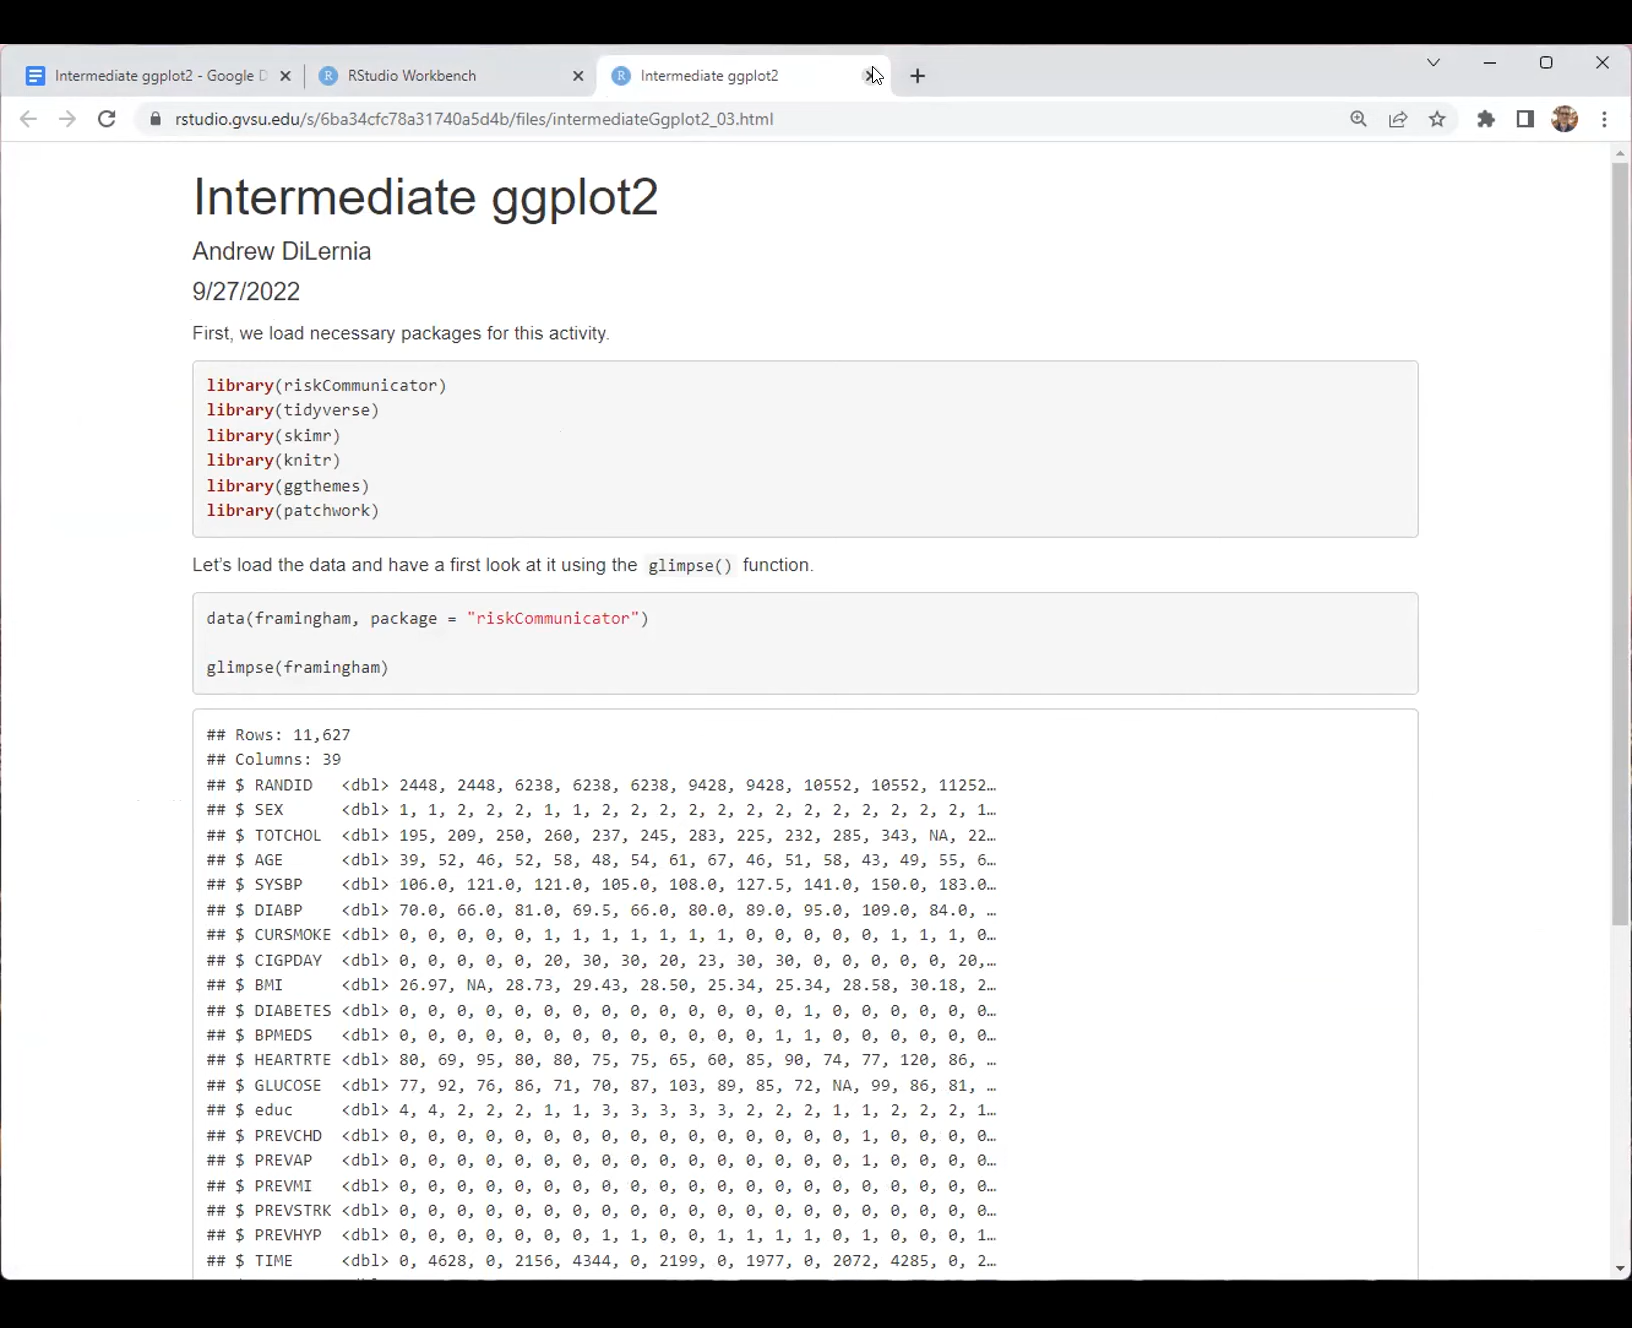 Intermediate ggplot2 - Google D
RStudio Workbench
Intermediate ggplot2
rstudio.gvsu.edu/s/6ba34cfc78a31740a5d4b/files/intermediateGgplot2_03.html
Intermediate ggplot2
Andrew DiLernia
9/27/2022
First, we load necessary packages for this activity.
library(riskCommunicator)
library(tidyverse)
library(skimr)
library(knitr)
library(ggthemes)
library(patchwork)
Let's load the data and have a first look at it using the glimpse() function.
data(framingham, package = "riskCommunicator")
glimpse(framingham)
## Rows: 11,627
## Columns: 39
## $ RANDID   <dbl> 2448, 2448, 6238, 6238, 6238, 9428, 9428, 10552, 10552, 11252…
## $ SEX      <dbl> 1, 1, 2, 2, 2, 1, 1, 2, 2, 2, 2, 2, 2, 2, 2, 2, 2, 2, 2, 2, 1…
## $ TOTCHOL  <dbl> 195, 209, 250, 260, 237, 245, 283, 225, 232, 285, 343, NA, 22…
## $ AGE      <dbl> 39, 52, 46, 52, 58, 48, 54, 61, 67, 46, 51, 58, 43, 49, 55, 6…
## $ SYSBP    <dbl> 106.0, 121.0, 121.0, 105.0, 108.0, 127.5, 141.0, 150.0, 183.0…
## $ DIABP    <dbl> 70.0, 66.0, 81.0, 69.5, 66.0, 80.0, 89.0, 95.0, 109.0, 84.0, …
## $ CURSMOKE <dbl> 0, 0, 0, 0, 0, 1, 1, 1, 1, 1, 1, 1, 0, 0, 0, 0, 0, 1, 1, 1, 0…
## $ CIGPDAY  <dbl> 0, 0, 0, 0, 0, 20, 30, 30, 20, 23, 30, 30, 0, 0, 0, 0, 0, 20,…
## $ BMI      <dbl> 26.97, NA, 28.73, 29.43, 28.50, 25.34, 25.34, 28.58, 30.18, 2…
## $ DIABETES <dbl> 0, 0, 0, 0, 0, 0, 0, 0, 0, 0, 0, 0, 0, 0, 1, 0, 0, 0, 0, 0, 0…
## $ BPMEDS   <dbl> 0, 0, 0, 0, 0, 0, 0, 0, 0, 0, 0, 0, 0, 1, 1, 0, 0, 0, 0, 0, 0…
## $ HEARTRTE <dbl> 80, 69, 95, 80, 80, 75, 75, 65, 60, 85, 90, 74, 77, 120, 86, …
## $ GLUCOSE  <dbl> 77, 92, 76, 86, 71, 70, 87, 103, 89, 85, 72, NA, 99, 86, 81, …
## $ educ     <dbl> 4, 4, 2, 2, 2, 1, 1, 3, 3, 3, 3, 3, 2, 2, 2, 1, 1, 2, 2, 2, 1…
## $ PREVCHD  <dbl> 0, 0, 0, 0, 0, 0, 0, 0, 0, 0, 0, 0, 0, 0, 0, 0, 1, 0, 0, 0, 0…
## $ PREVAP   <dbl> 0, 0, 0, 0, 0, 0, 0, 0, 0, 0, 0, 0, 0, 0, 0, 0, 1, 0, 0, 0, 0…
## $ PREVMI   <dbl> 0, 0, 0, 0, 0, 0, 0, 0, 0, 0, 0, 0, 0, 0, 0, 0, 0, 0, 0, 0, 0…
## $ PREVSTRK <dbl> 0, 0, 0, 0, 0, 0, 0, 0, 0, 0, 0, 0, 0, 0, 0, 0, 0, 0, 0, 0, 0…
## $ PREVHYP  <dbl> 0, 0, 0, 0, 0, 0, 0, 1, 1, 0, 0, 1, 1, 1, 1, 0, 1, 0, 0, 0, 1…
## $ TIME     <dbl> 0, 4628, 0, 2156, 4344, 0, 2199, 0, 1977, 0, 2072, 4285, 0, 2…